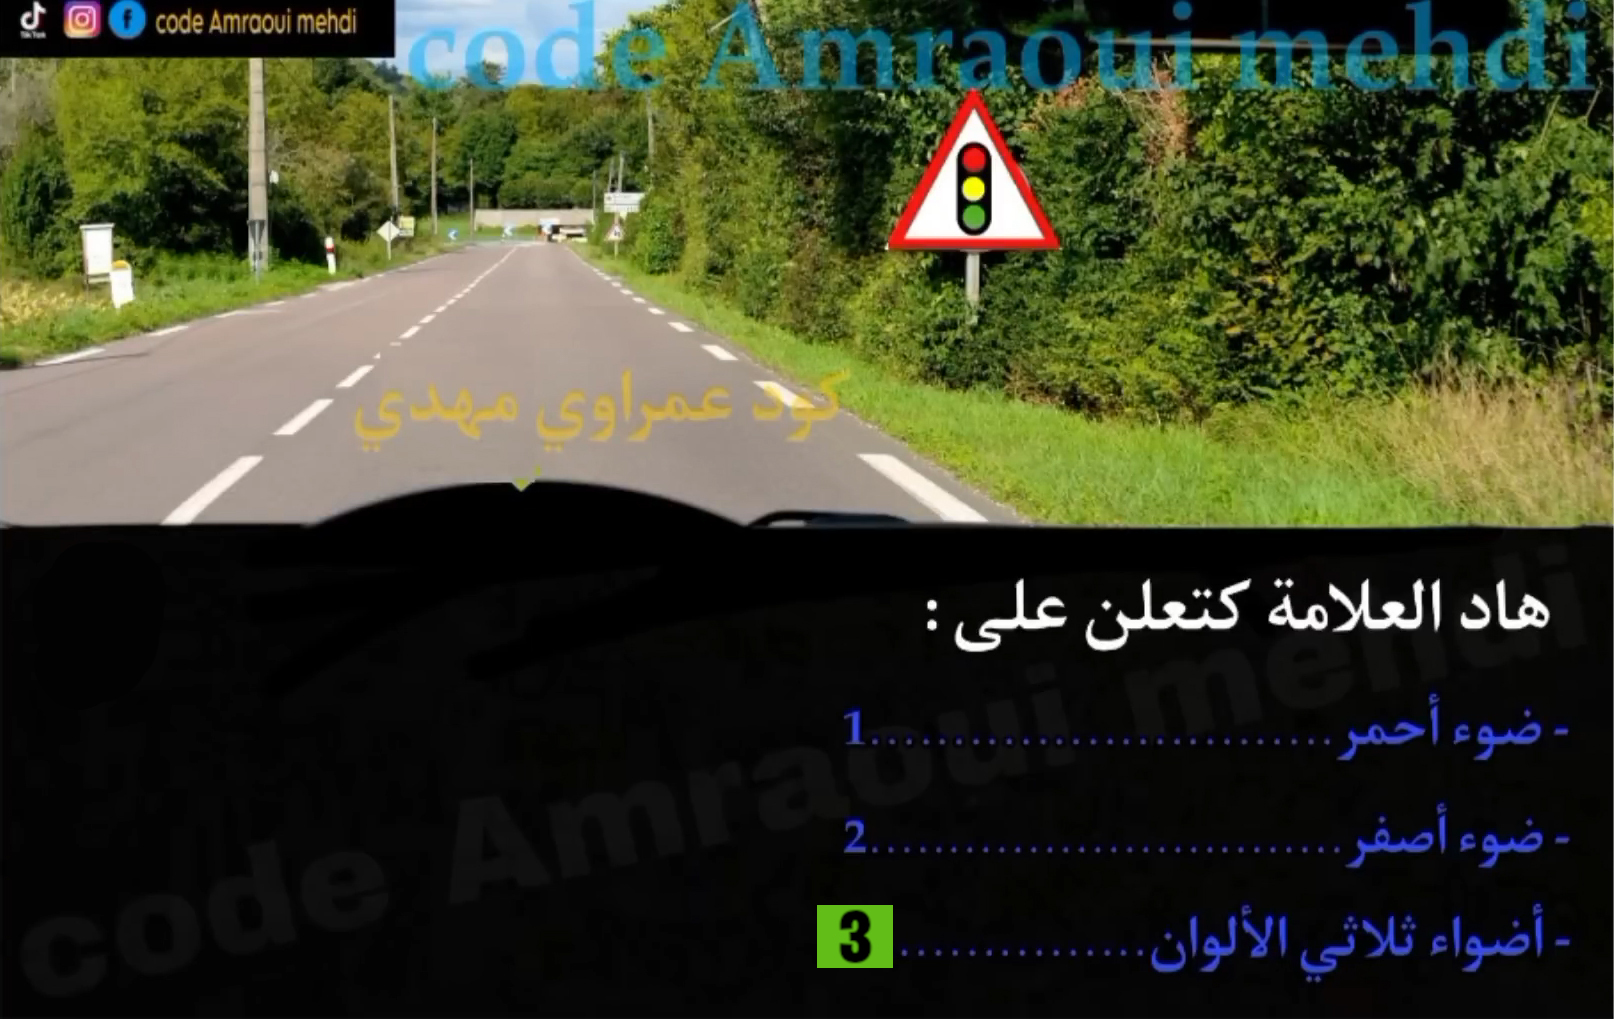 TikTok
code Amraoui mehdi
code Amraoui mehdi
كود عمراوي مهدي
هاد العلامة كتعلن على :
- ضوء أحمر.............................1
- ضوء أصفر.............................2
- أضواء ثلاثي الألوان................ 3
code Amraoui mehdi